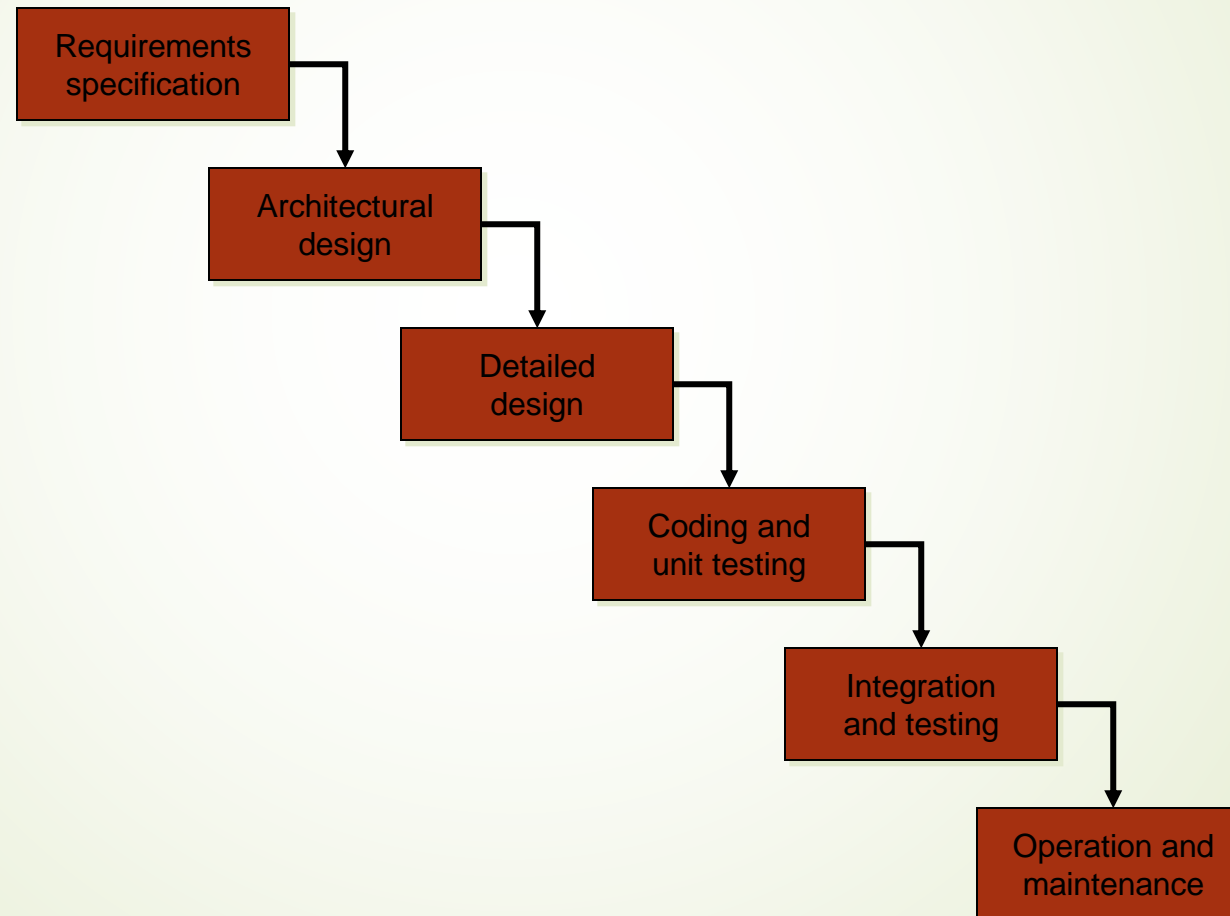 Requirements
specification
Architectural
design
Detailed
design
Coding and
unit testing
Integration
and testing
Operation and
maintenance